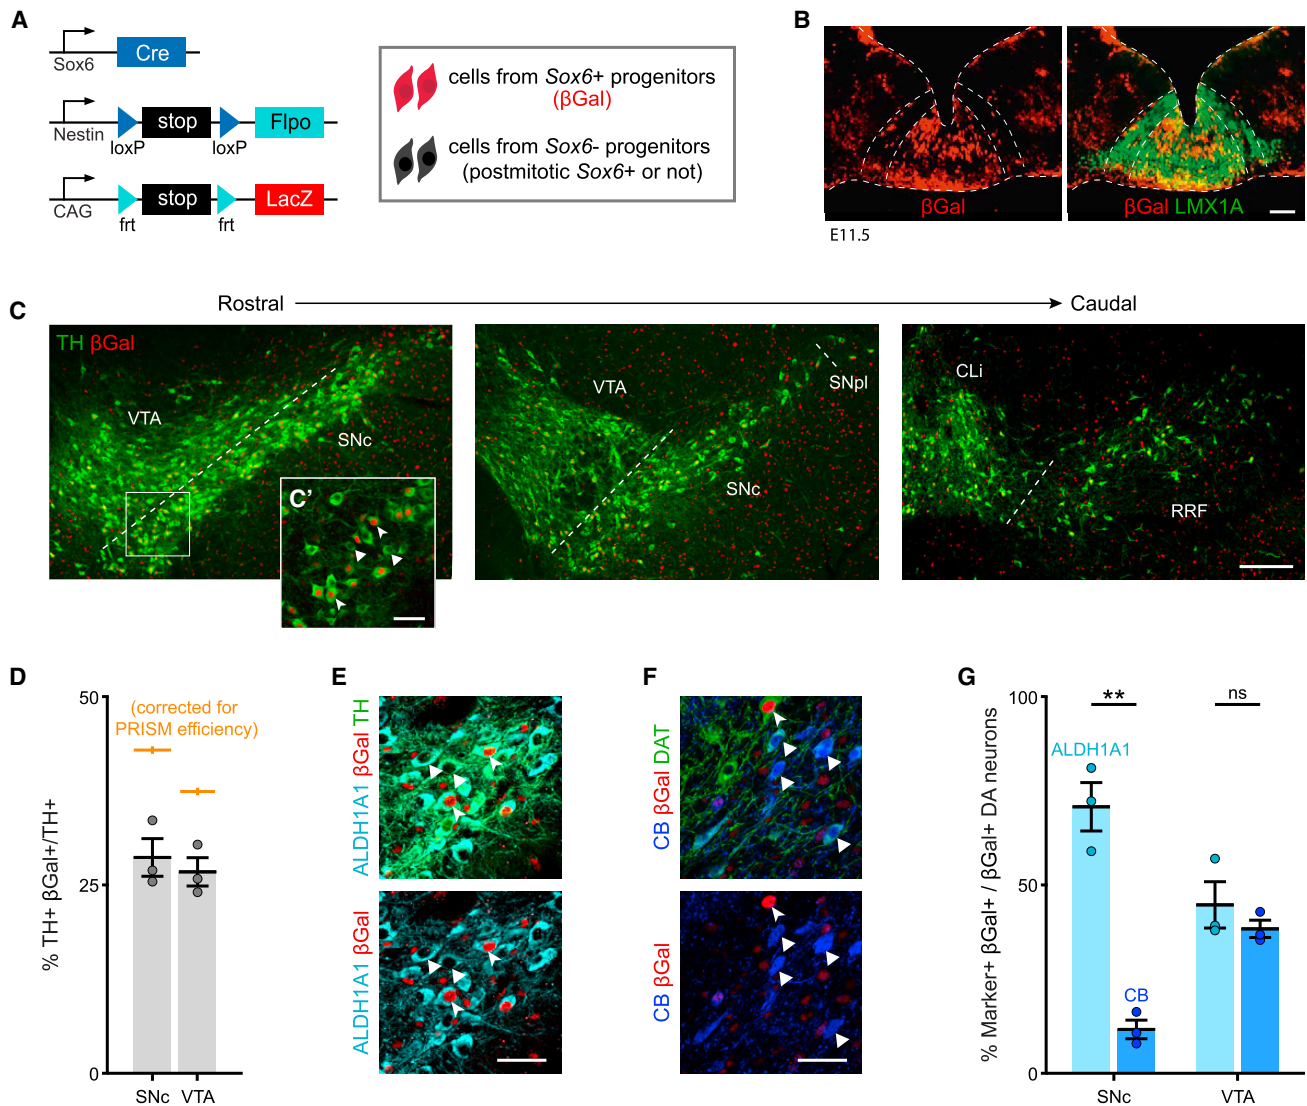 A
Sox6
Cre
Nestin
loxP
stop
loxP
Flpo
CAG
frt
stop
frt
LacZ
cells from Sox6+ progenitors
(βGal)
cells from Sox6- progenitors
(postmitotic Sox6+ or not)
B
βGal
βGal LMX1A
E11.5
C
Rostral
Caudal
TH βGal
VTA
SNc
C’
VTA
SNpl
SNc
CLi
RRF
D
% TH+ βGal+/TH+
50
25
0
(corrected for
PRISM efficiency)
SNc
VTA
E
ALDH1A1 βGal TH
ALDH1A1 βGal
F
CB βGal DAT
CB βGal
G
% Marker+ βGal+ / βGal+ DA neurons
100
50
0
**
ns
ALDH1A1
CB
SNc
VTA